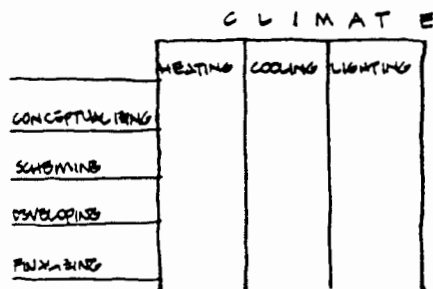 CLIMATE
HEATING COOLING LIGHTING
CONCEPTUALIZING
SCHEMING
DEVELOPING
FINALIZING